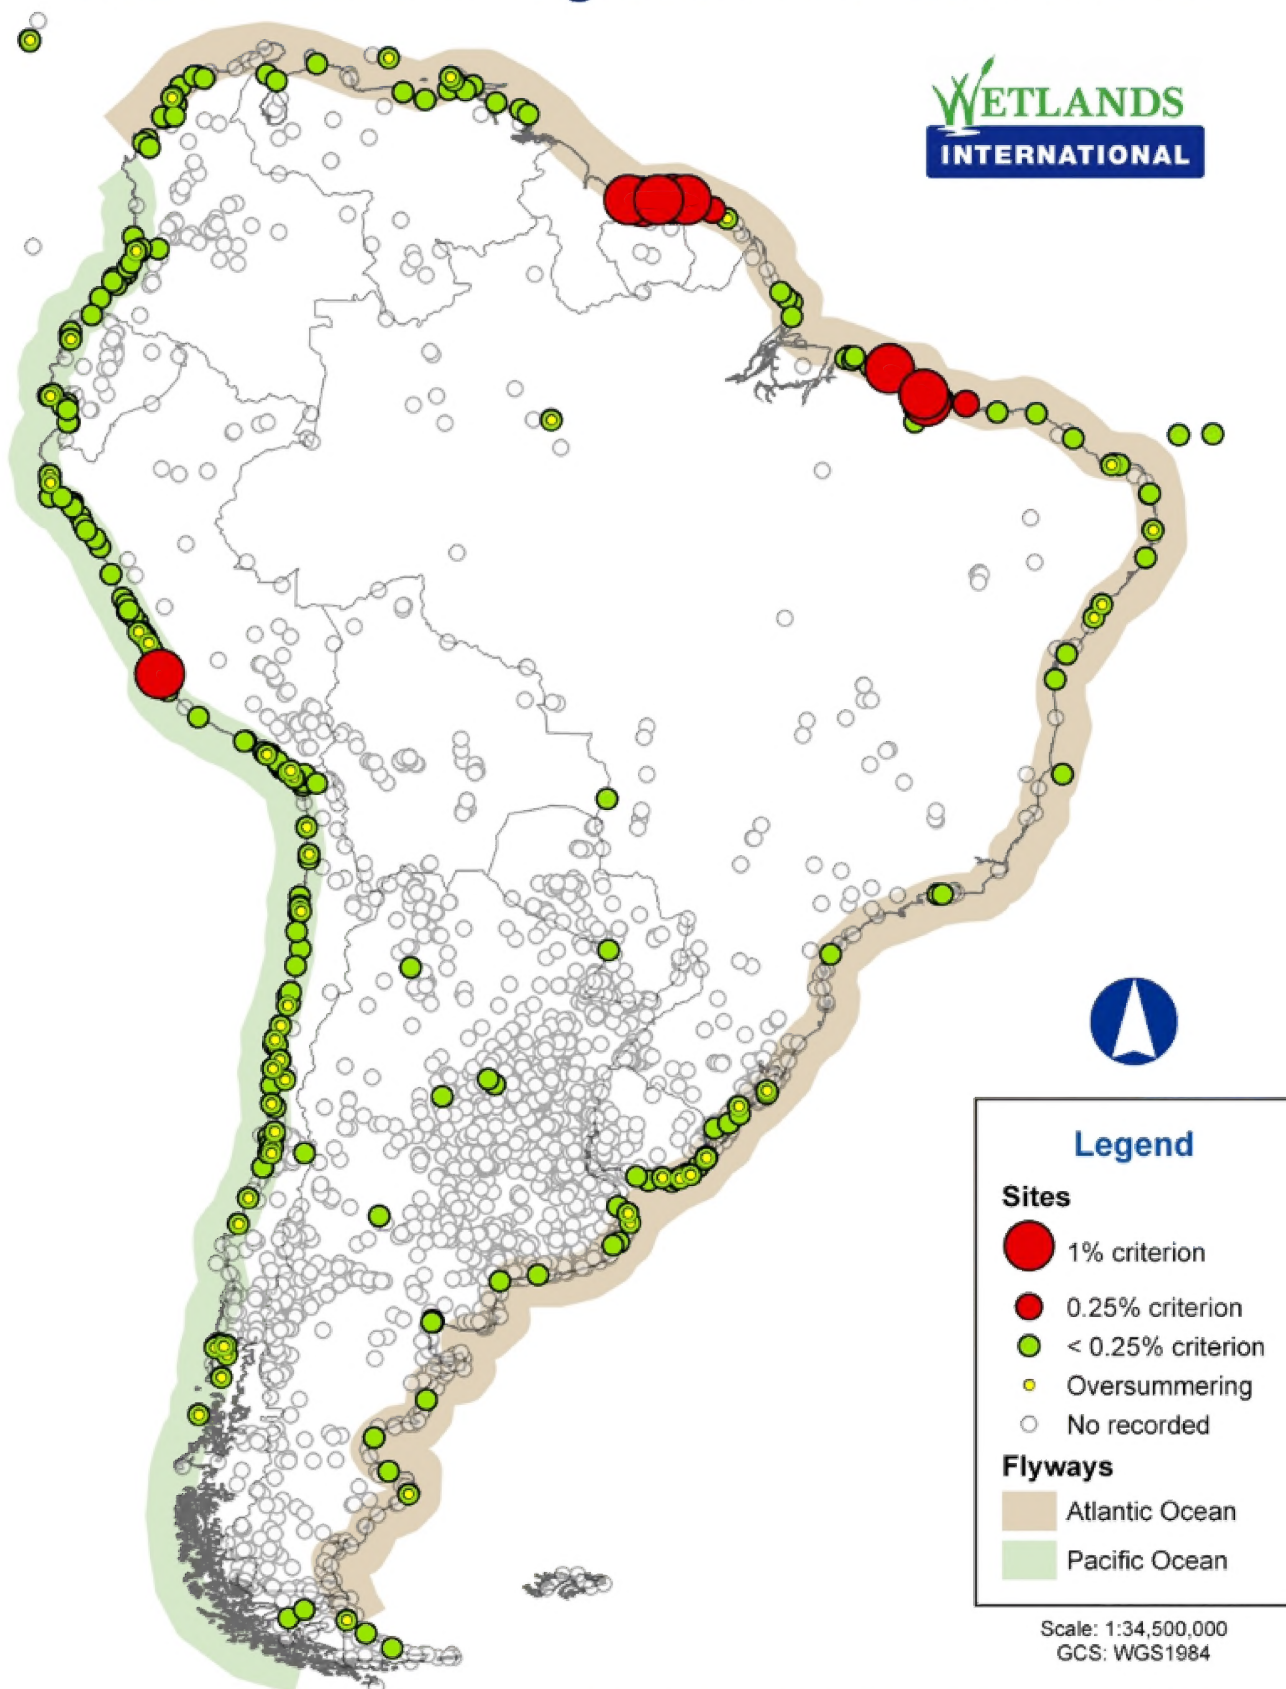 WETLANDS
INTERNATIONAL
Legend
Sites
1% criterion
0.25% criterion
< 0.25% criterion
Oversummering
No recorded
Flyways
Atlantic Ocean
Pacific Ocean
Scale: 1:34,500,000
GCS: WGS1984